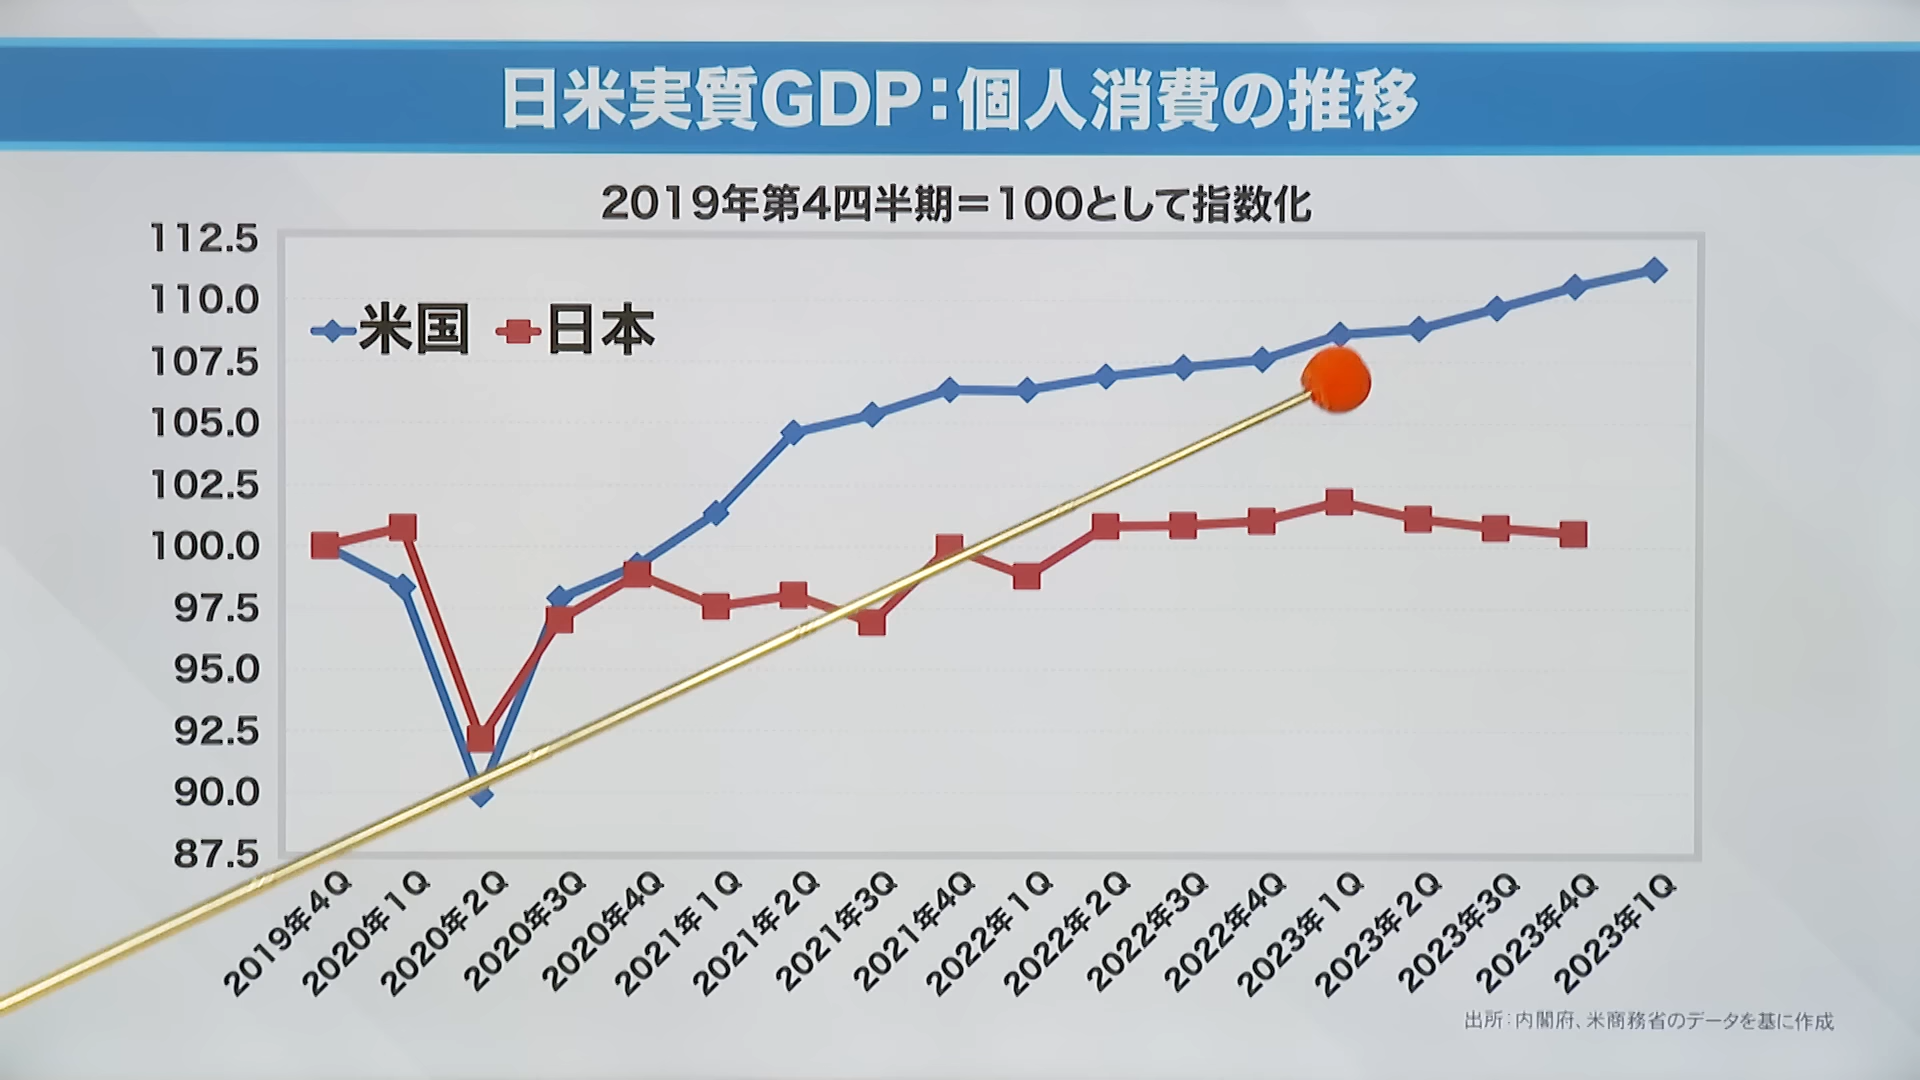 日米実質GDP：個人消費の推移
2019年第4四半期＝100として指数化
112.5
110.0
107.5
105.0
102.5
100.0
97.5
95.0
92.5
90.0
87.5
米国 日本
2019年4Q
2020年1Q
2020年2Q
2020年3Q
2020年4Q
2021年1Q
2021年2Q
2021年3Q
2021年4Q
2022年1Q
2022年2Q
2022年3Q
2022年4Q
2023年1Q
2023年2Q
2023年3Q
2023年4Q
2023年1Q
出所：内閣府、米商務省のデータを基に作成